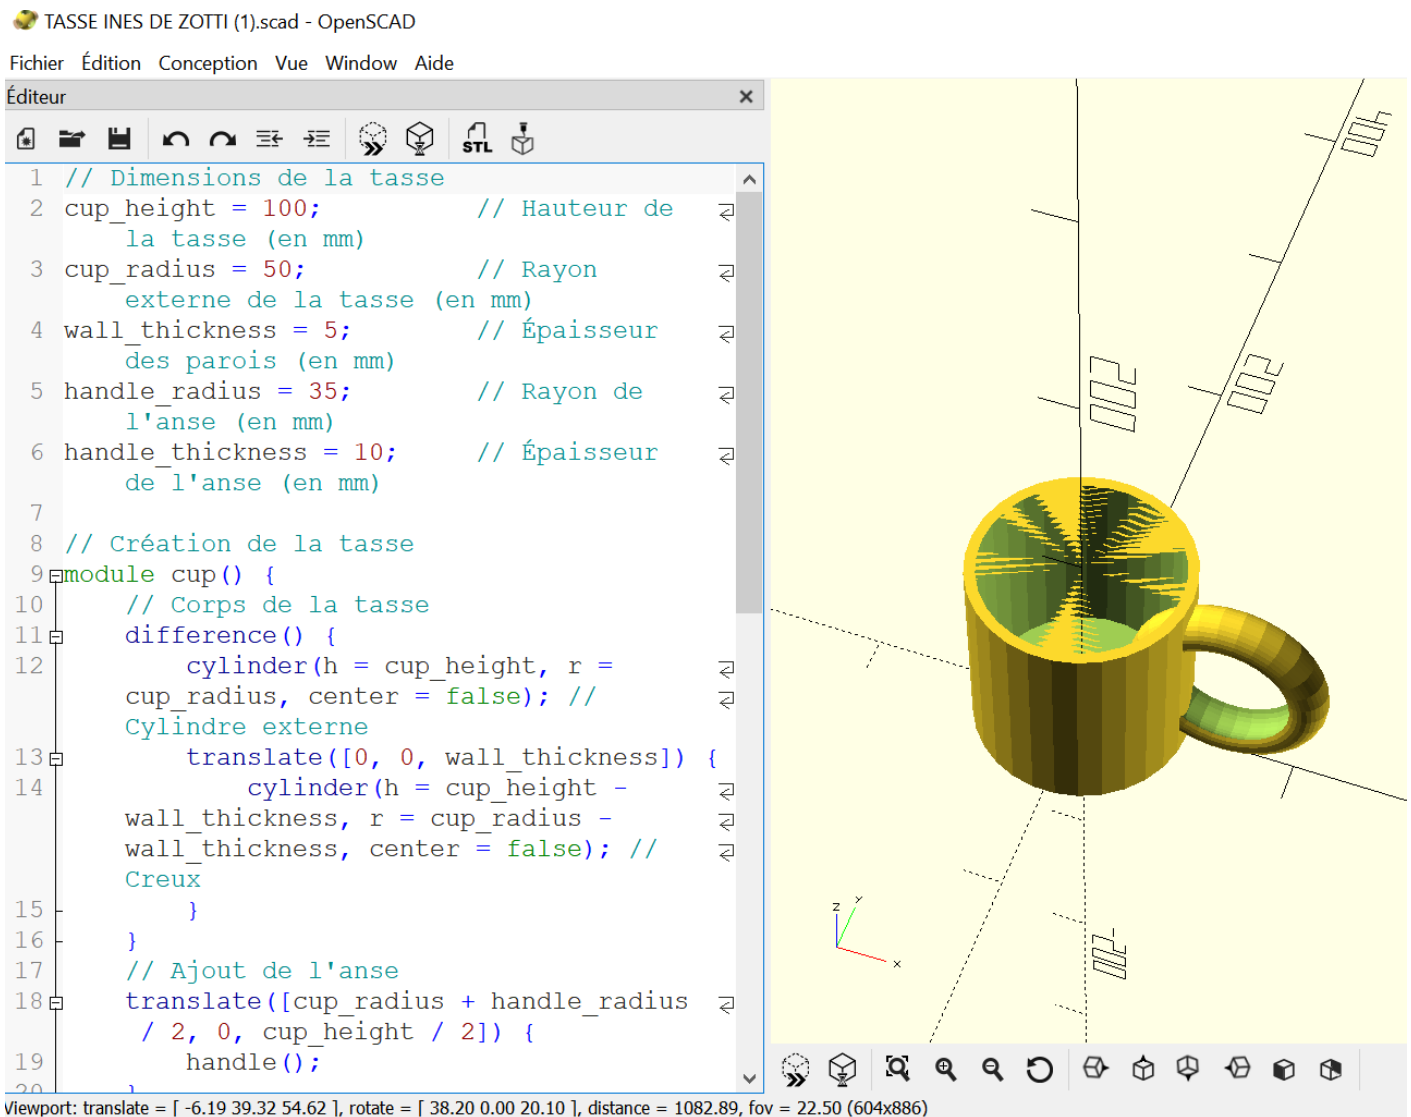 TASSE INES DE ZOTTI (1).scad - OpenSCAD
Fichier Édition Conception Vue Window Aide
Éditeur
STL
1 // Dimensions de la tasse
2 cup_height = 100; // Hauteur de
la tasse (en mm)
3 cup_radius = 50; // Rayon
externe de la tasse (en mm)
4 wall_thickness = 5; // Épaisseur
des parois (en mm)
5 handle_radius = 35; // Rayon de
l'anse (en mm)
6 handle_thickness = 10; // Épaisseur
de l'anse (en mm)
7
8 // Création de la tasse
9 module cup() {
10 // Corps de la tasse
11 difference() {
12 cylinder(h = cup_height, r =
cup_radius, center = false); //
Cylindre externe
13 translate([0, 0, wall_thickness]) {
14 cylinder(h = cup_height -
wall_thickness, r = cup_radius -
wall_thickness, center = false); //
Creux
15 }
16 }
17 // Ajout de l'anse
18 translate([cup_radius + handle_radius
/ 2, 0, cup_height / 2]) {
19 handle();
20 }
400
200
200
-200
z
y
x
Viewport: translate = [ -6.19 39.32 54.62 ], rotate = [ 38.20 0.00 20.10 ], distance = 1082.89, fov = 22.50 (604x886)